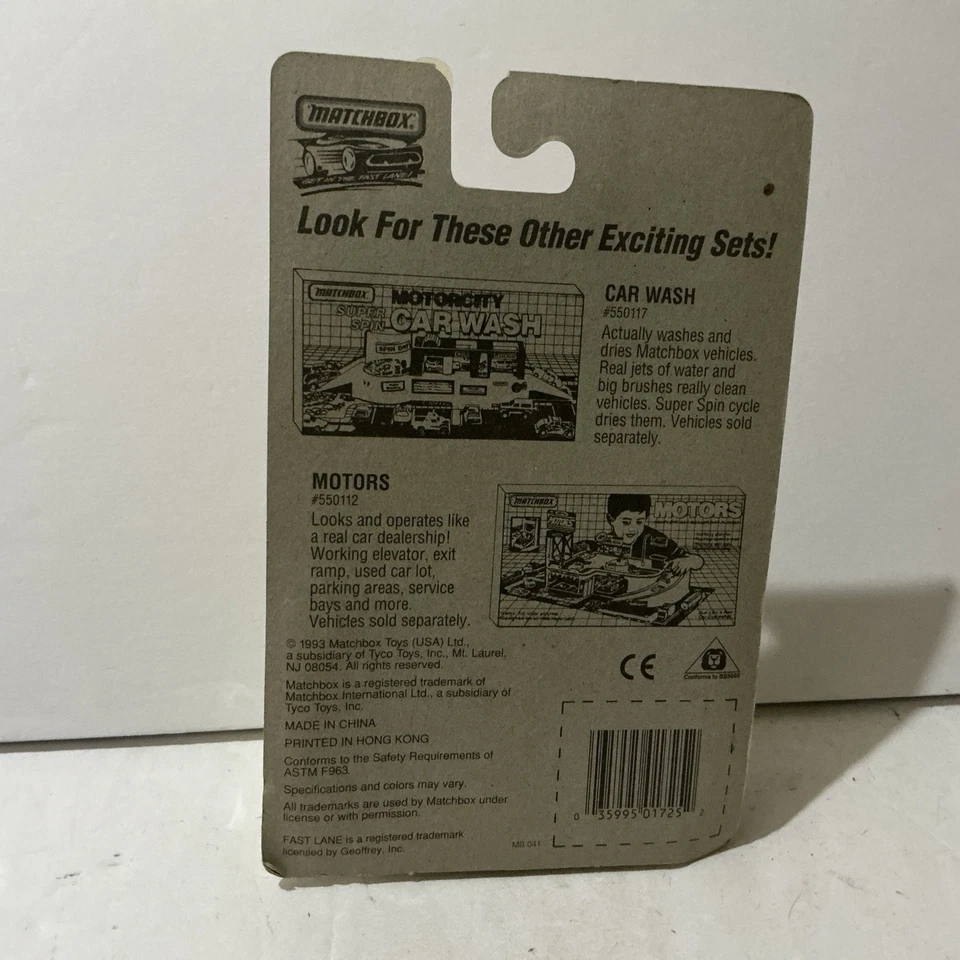 MATCHBOX
GET IN THE FAST LANE!
Look For These Other Exciting Sets!
MATCHBOX
MOTORCITY
SUPER
SPIN
CAR WASH
SPIN DRY
CAR WASH
#550117
Actually washes and
dries Matchbox vehicles.
Real jets of water and
big brushes really clean
vehicles. Super Spin cycle
dries them. Vehicles sold
separately.
MOTORS
#550112
Looks and operates like
a real car dealership!
Working elevator, exit
ramp, used car lot,
parking areas, service
bays and more.
Vehicles sold separately.
MATCHBOX
MOTORS
© 1993 Matchbox Toys (USA) Ltd.,
a subsidiary of Tyco Toys, Inc., Mt. Laurel,
NJ 08054. All rights reserved.
Matchbox is a registered trademark of
Matchbox International Ltd., a subsidiary of
Tyco Toys, Inc.
MADE IN CHINA
PRINTED IN HONG KONG
Conforms to the Safety Requirements of
ASTM F963.
Specifications and colors may vary.
All trademarks are used by Matchbox under
license or with permission.
FAST LANE is a registered trademark
licensed by Geoffrey, Inc.
CE
Conforms to BS5665
0 35995 01725 2
MB 041